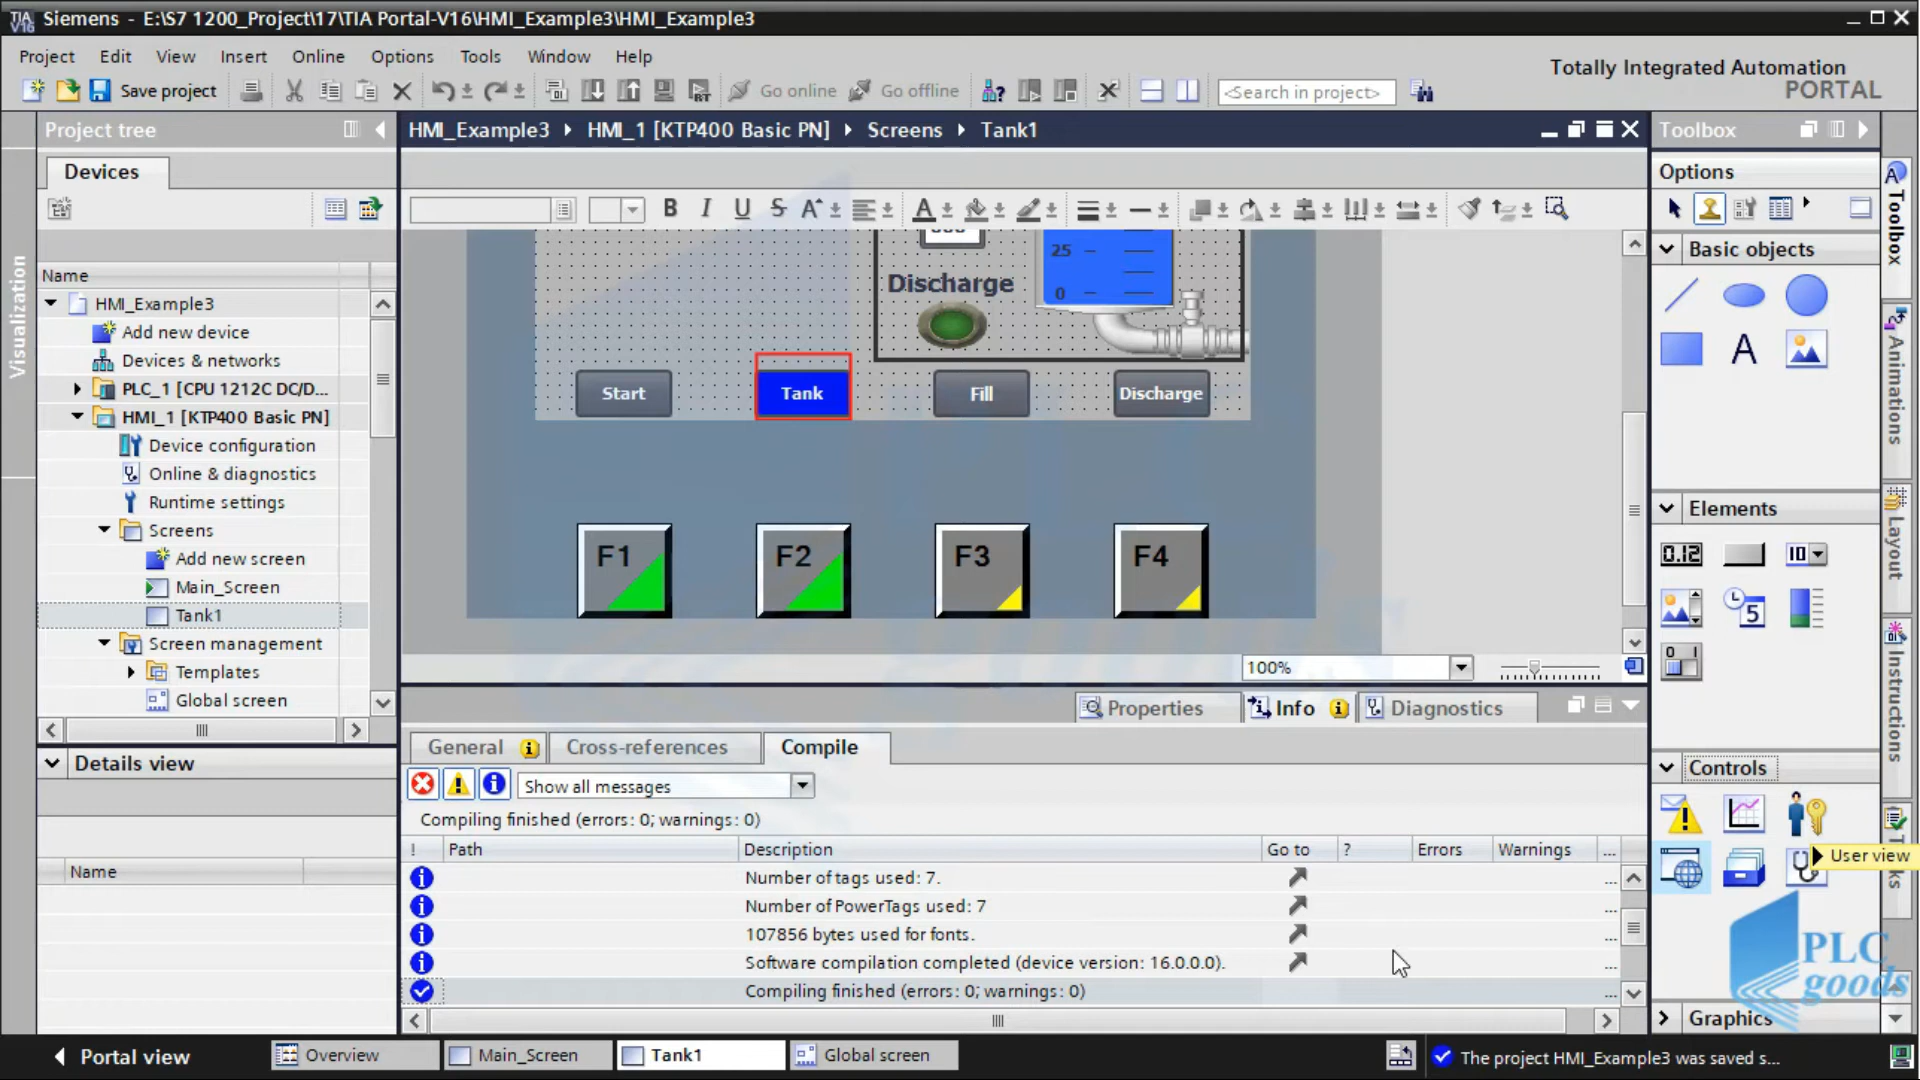 Siemens - E:\S7 1200_Project\17\TIA Portal-V16\HMI_Example3\HMI_Example3
Project Edit View Insert Online Options Tools Window Help
Totally Integrated Automation
PORTAL
Save project
Go online
Go offline
<Search in project>
Project tree
HMI_Example3 HMI_1 [KTP400 Basic PN] Screens Tank1
Toolbox
Devices
Options
Name
Basic objects
HMI_Example3
Add new device
Devices & networks
PLC_1 [CPU 1212C DC/D...
HMI_1 [KTP400 Basic PN]
Device configuration
Online & diagnostics
Runtime settings
Screens
Add new screen
Main_Screen
Tank1
Screen management
Templates
Global screen
Visualization
25
0
Discharge
Start Tank Fill Discharge
F1 F2 F3 F4
100%
Elements
0.12
10
5
0 1
Toolbox
Animations
Layout
Instructions
Properties Info Diagnostics
General Cross-references Compile
Show all messages
Compiling finished (errors: 0; warnings: 0)
! Path Description Go to ? Errors Warnings ...
Number of tags used: 7. ...
Number of PowerTags used: 7 ...
107856 bytes used for fonts. ...
Software compilation completed (device version: 16.0.0.0). ...
Compiling finished (errors: 0; warnings: 0) ...
Details view
Name
Controls
User view
PLC
goods
Graphics
Portal view
Overview
Main_Screen
Tank1
Global screen
The project HMI_Example3 was saved s...